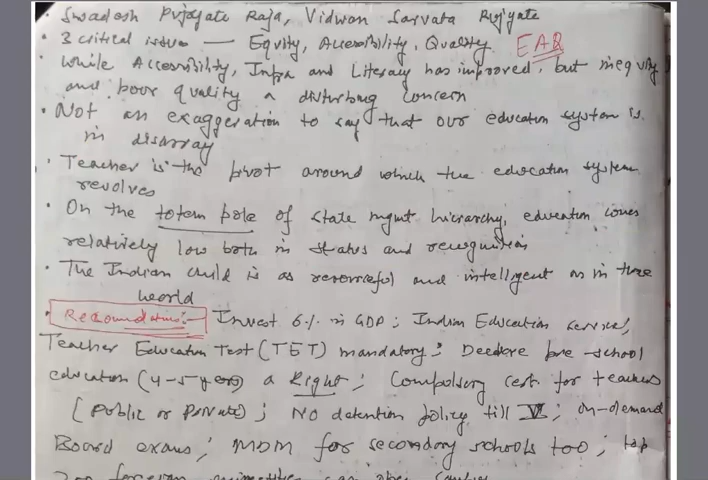 • Swadesh Pujyate Raja, Vidwan Sarvata Pujyate
• 3 critical issues — Equity, Accessibility, Quality EAQ
while Accessibility, Infra and Literacy has improved, but inequity
and poor quality a disturbing concern
• Not an exaggeration to say that our education system is
in disarray
• Teacher is the pivot around which the education system
revolves
• On the totem pole of state mgmt hierarchy, education comes
relatively low both in status and recognition
• The Indian child is as resourceful and intelligent as in the
world
• Recommendations:- Invest 6% in GDP; Indian Education Service,
Teacher Education Test (TET) mandatory; Declare pre-school
education (4-5 years) a Right; Compulsory cert for teachers
(Public or Private); No detention policy till V; on-demand
Board exams; MDM for secondary schools too; top
200 foreign